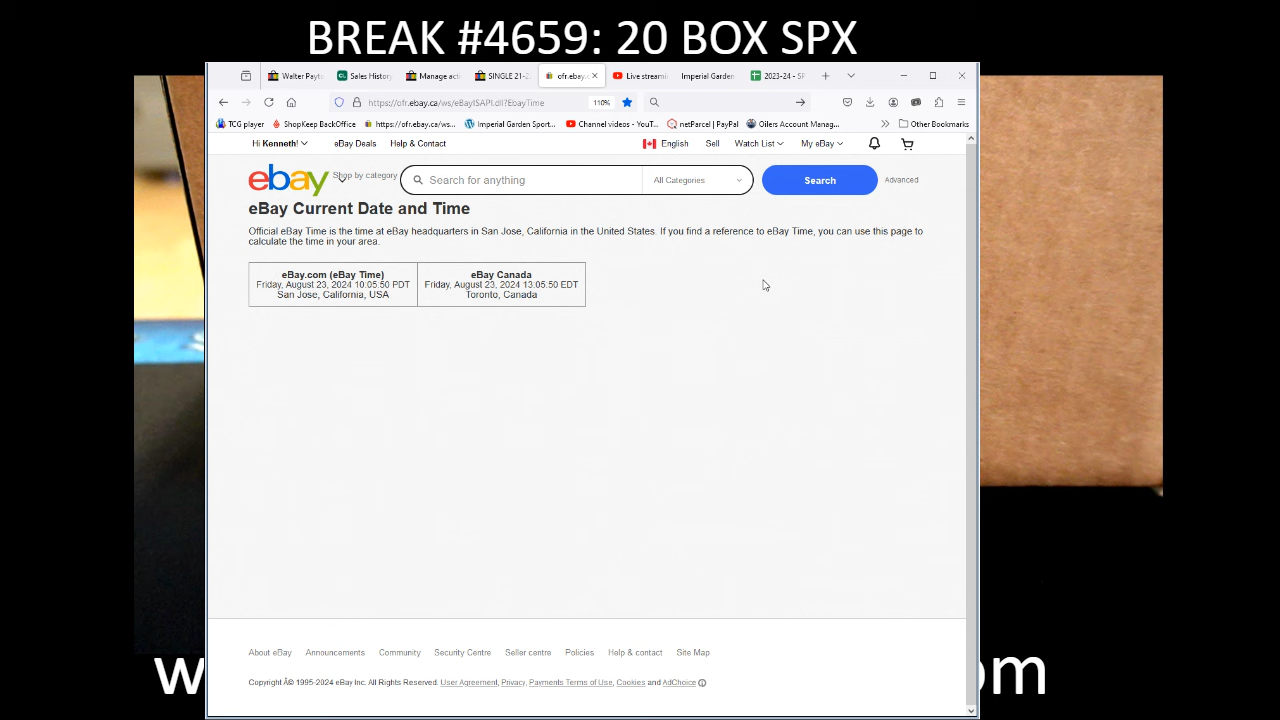 BREAK #4659: 20 BOX SPX
Walter Payt
Sales History
Manage acti
SINGLE 21-2
ofr.ebay.c
Live streami
Imperial Garden
2023-24 - SP
https://ofr.ebay.ca/ws/eBayISAPI.dll?EbayTime
110%
TCG player
ShopKeep BackOffice
https://ofr.ebay.ca/ws...
Imperial Garden Sport...
Channel videos - YouT...
netParcel | PayPal
Oilers Account Manag...
Other Bookmarks
Hi Kenneth!
eBay Deals
Help & Contact
English
Sell
Watch List
My eBay
ebay
Shop by category
Search for anything
All Categories
Search
Advanced
eBay Current Date and Time
Official eBay Time is the time at eBay headquarters in San Jose, California in the United States. If you find a reference to eBay Time, you can use this page to
calculate the time in your area.
eBay.com (eBay Time)
Friday, August 23, 2024 10:05:50 PDT
San Jose, California, USA
eBay Canada
Friday, August 23, 2024 13:05:50 EDT
Toronto, Canada
About eBay
Announcements
Community
Security Centre
Seller centre
Policies
Help & contact
Site Map
Copyright Â© 1995-2024 eBay Inc. All Rights Reserved. User Agreement, Privacy, Payments Terms of Use, Cookies and AdChoice